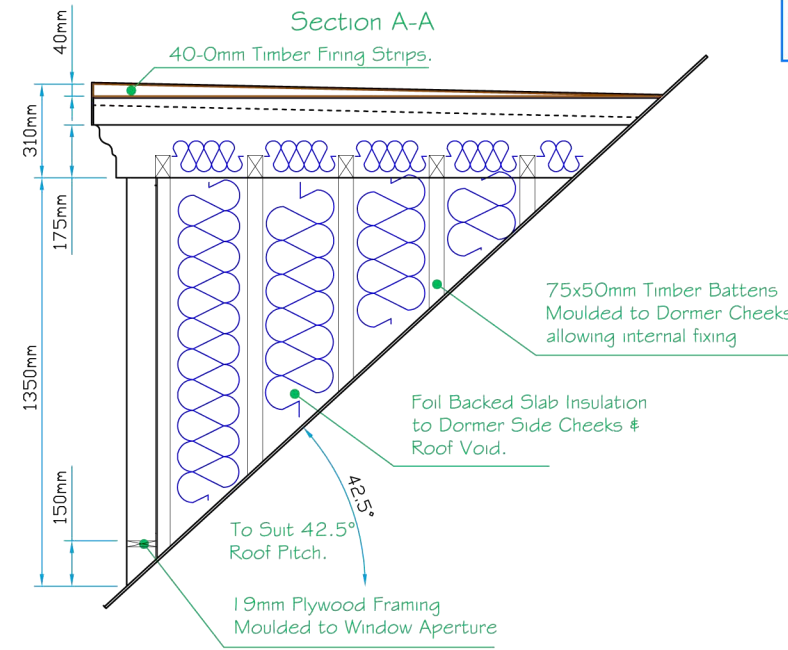 Section A-A
40-0mm Timber Firing Strips.
40mm
310mm
175mm
1350mm
150mm
75x50mm Timber Battens
Moulded to Dormer Cheeks
allowing internal fixing
Foil Backed Slab Insulation
to Dormer Side Cheeks &
Roof Void.
42.5°
To Suit 42.5°
Roof Pitch.
19mm Plywood Framing
Moulded to Window Aperture